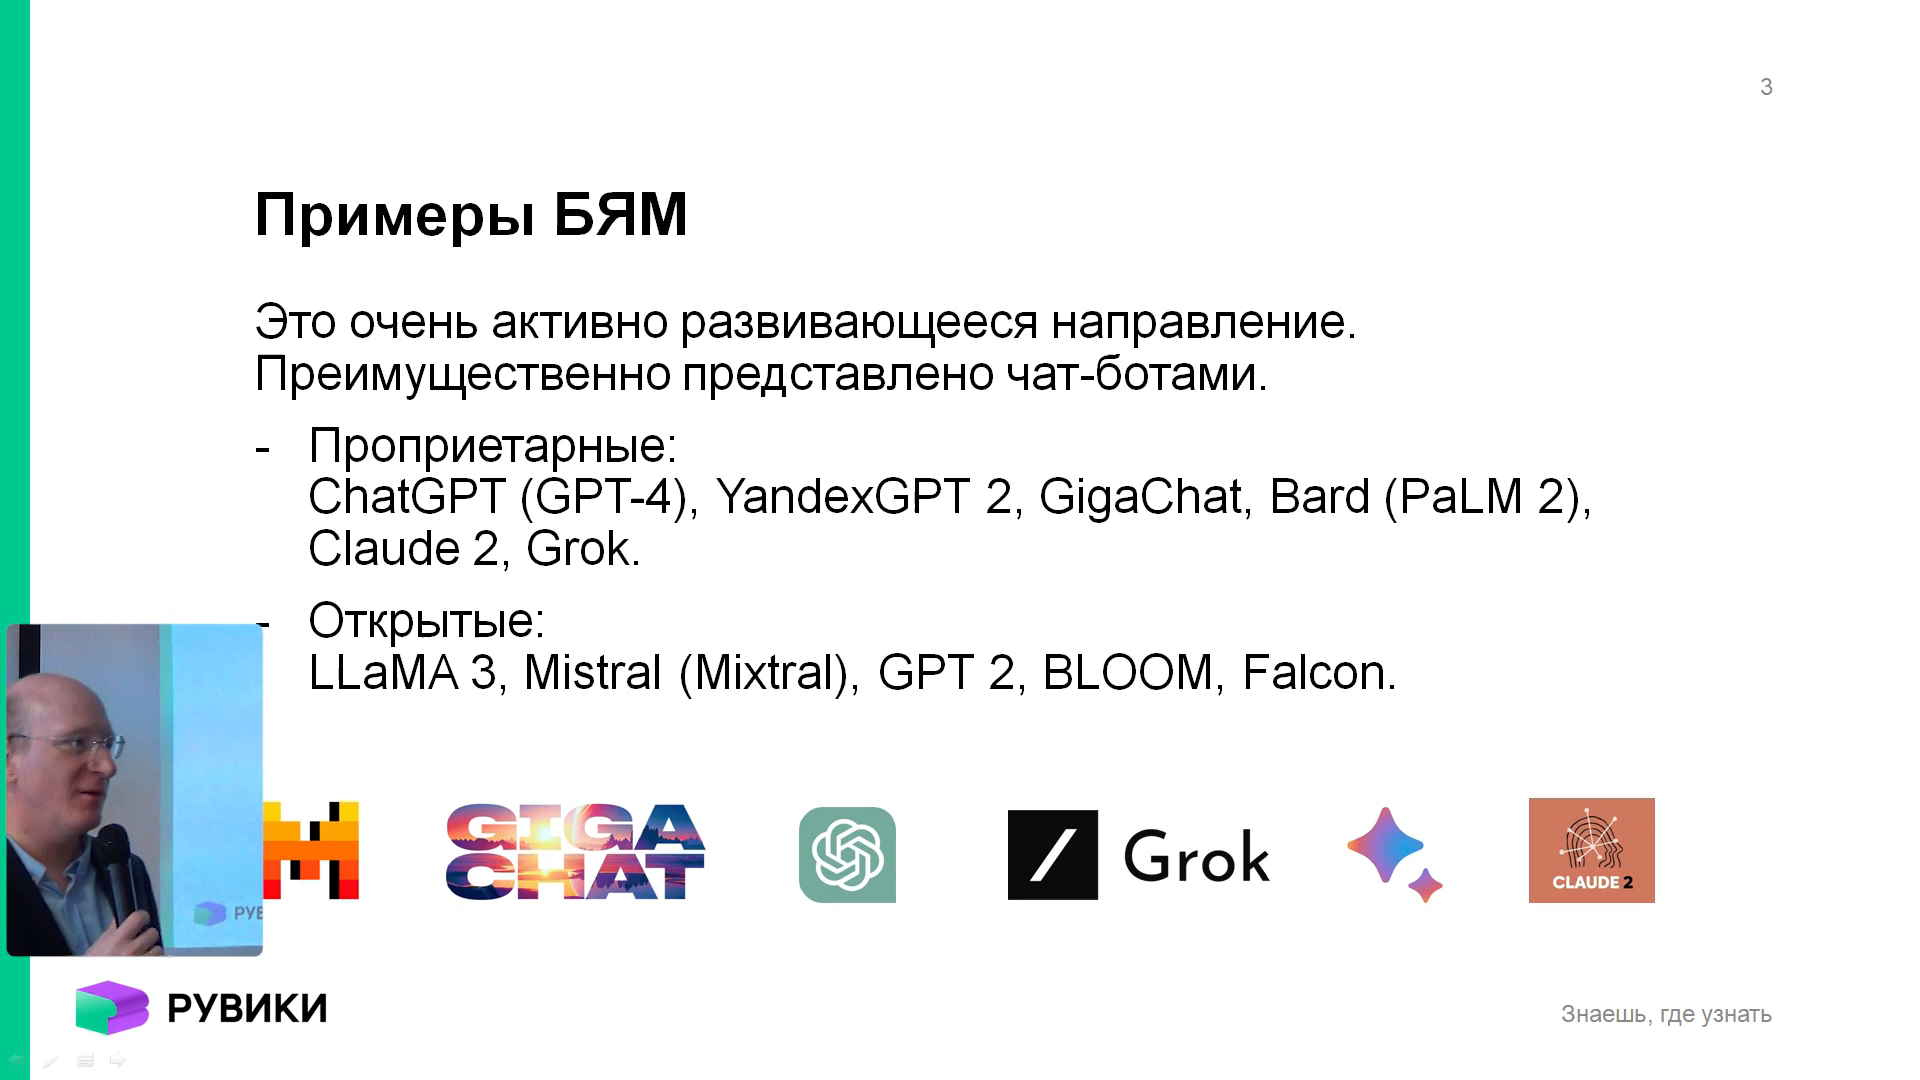 3
Примеры БЯМ
Это очень активно развивающееся направление.
Преимущественно представлено чат-ботами.
- Проприетарные:
ChatGPT (GPT-4), YandexGPT 2, GigaChat, Bard (PaLM 2),
Claude 2, Grok.
- Открытые:
LLaMA 3, Mistral (Mixtral), GPT 2, BLOOM, Falcon.
GIGA
CHAT
Grok
CLAUDE 2
РУВИКИ
Знаешь, где узнать